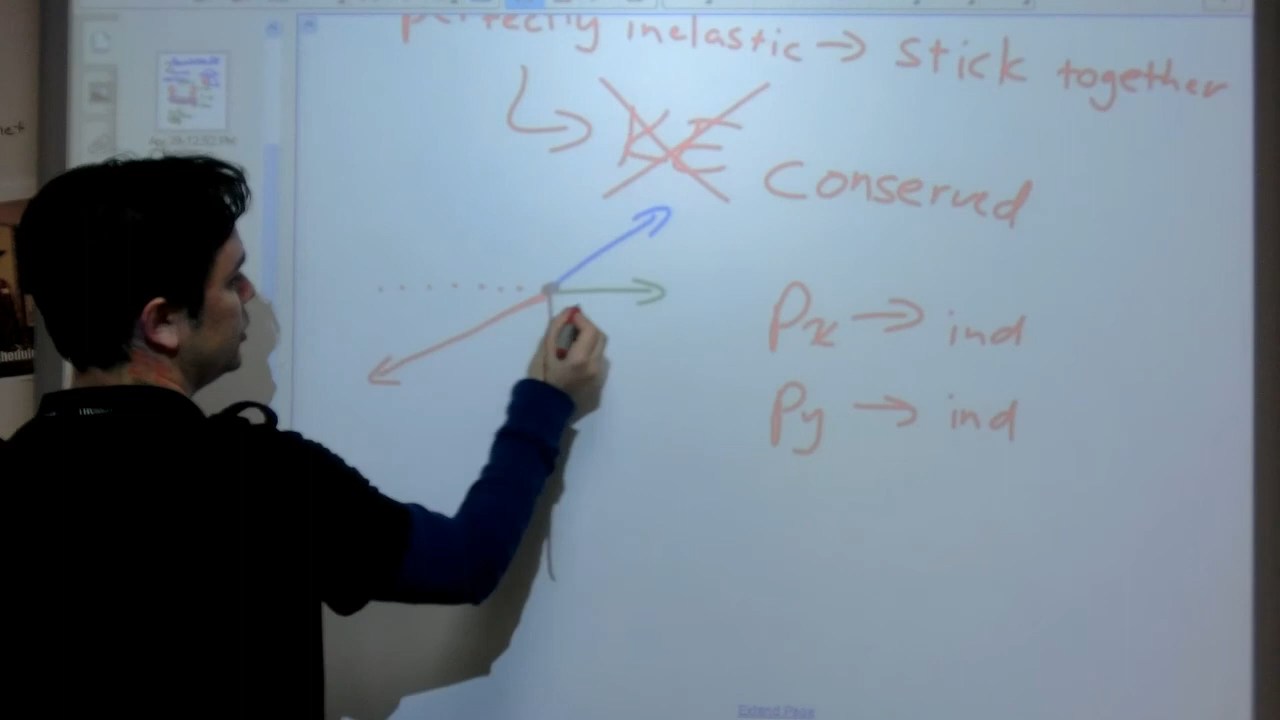 perfectly inelastic → stick together
KE Conserved
Px → ind
Py → ind
Extend Page